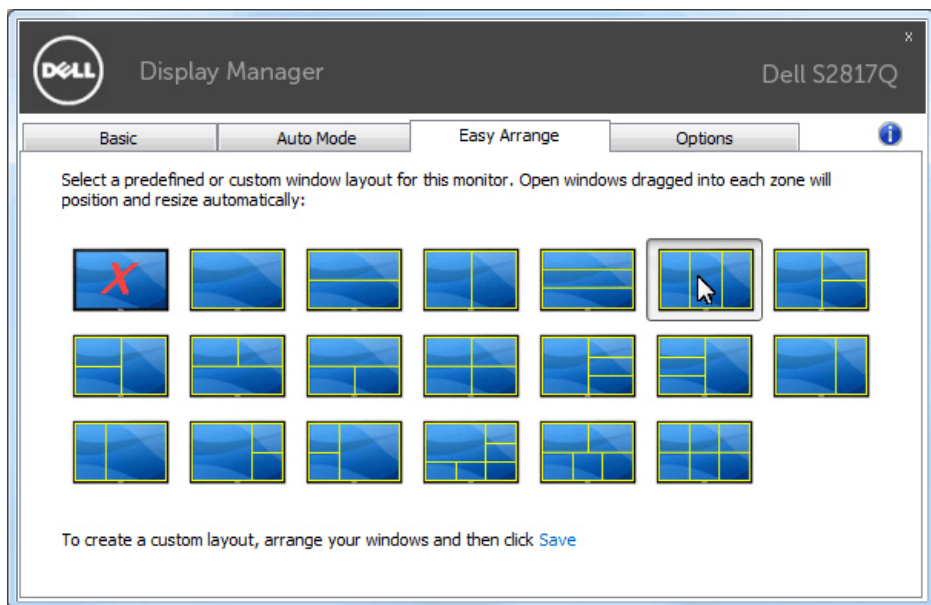 x
DELL
Display Manager
Dell S2817Q
Basic
Auto Mode
Easy Arrange
Options
i
Select a predefined or custom window layout for this monitor. Open windows dragged into each zone will
position and resize automatically:
X
To create a custom layout, arrange your windows and then click Save